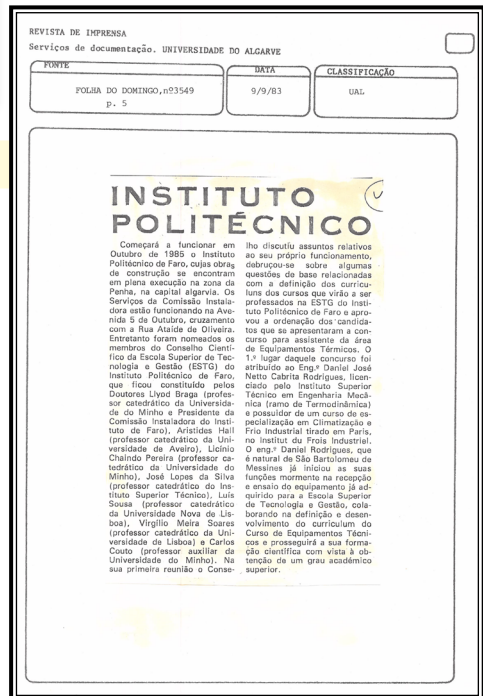 REVISTA DE IMPRENSA
Serviços de documentação. UNIVERSIDADE DO ALGARVE
FONTE
FOLHA DO DOMINGO,nº3549
p. 5
DATA
9/9/83
CLASSIFICAÇÃO
UAL
INSTITUTO
POLITÉCNICO
Começará a funcionar em
Outubro de 1985 o Instituto
Politécnico de Faro, cujas obras
de construção se encontram
em plena execução na zona da
Penha, na capital algarvia. Os
Serviços da Comissão Instala-
dora estão funcionando na Ave-
nida 5 de Outubro, cruzamento
com a Rua Ataíde de Oliveira.
Entretanto foram nomeados os
membros do Conselho Cientí-
fico da Escola Superior de Tec-
nologia e Gestão (ESTG) do
Instituto Politécnico de Faro,
que ficou constituído pelos
Doutores Llyod Braga (profes-
sor catedrático da Universida-
de do Minho e Presidente da
Comissão Instaladora do Insti-
tuto de Faro), Aristides Hall
(professor catedrático da Uni-
versidade de Aveiro), Licínio
Chaindo Pereira (professor ca-
tedrático da Universidade do
Minho), José Lopes da Silva
(professor catedrático do Ins-
tituto Superior Técnico), Luís
Sousa (professor catedrático
da Universidade Nova de Lis-
boa), Virgílio Meira Soares
(professor catedrático da Uni-
versidade de Lisboa) e Carlos
Couto (professor auxiliar da
Universidade do Minho). Na
sua primeira reunião o Conse-
lho discutiu assuntos relativos
ao seu próprio funcionamento,
debruçou-se sobre algumas
questões de base relacionadas
com a definição dos curricu-
luns dos cursos que virão a ser
professados na ESTG do Insti-
tuto Politécnico de Faro e apro-
vou a ordenação dos candida-
tos que se apresentaram a con-
curso para assistente da área
de Equipamentos Térmicos. O
1.º lugar daquele concurso foi
atribuído ao Eng.º Daniel José
Netto Cabrita Rodrigues, licen-
ciado pelo Instituto Superior
Técnico em Engenharia Mecâ-
nica (ramo de Termodinâmica)
e possuidor de um curso de es-
pecialização em Climatização e
Frio Industrial tirado em Paris,
no Institut du Frois Industriel.
O eng.º Daniel Rodrigues, que
é natural de São Bartolomeu de
Messines já iniciou as suas
funções mormente na recepção
e ensaio do equipamento já ad-
quirido para a Escola Superior
de Tecnologia e Gestão, cola-
borando na definição e desen-
volvimento do curriculum do
Curso de Equipamentos Técni-
cos e prosseguirá a sua forma-
ção científica com vista à ob-
tenção de um grau académico
superior.